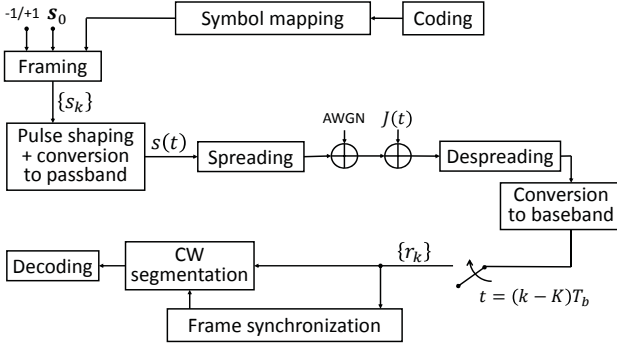 -1/+1 s₀
Symbol mapping
Coding
Framing
{sₖ}
Pulse shaping
+ conversion
to passband
s(t)
Spreading
AWGN
J(t)
Despreading
Conversion
to baseband
Decoding
CW
segmentation
{rₖ}
t = (k − K)T_b
Frame synchronization